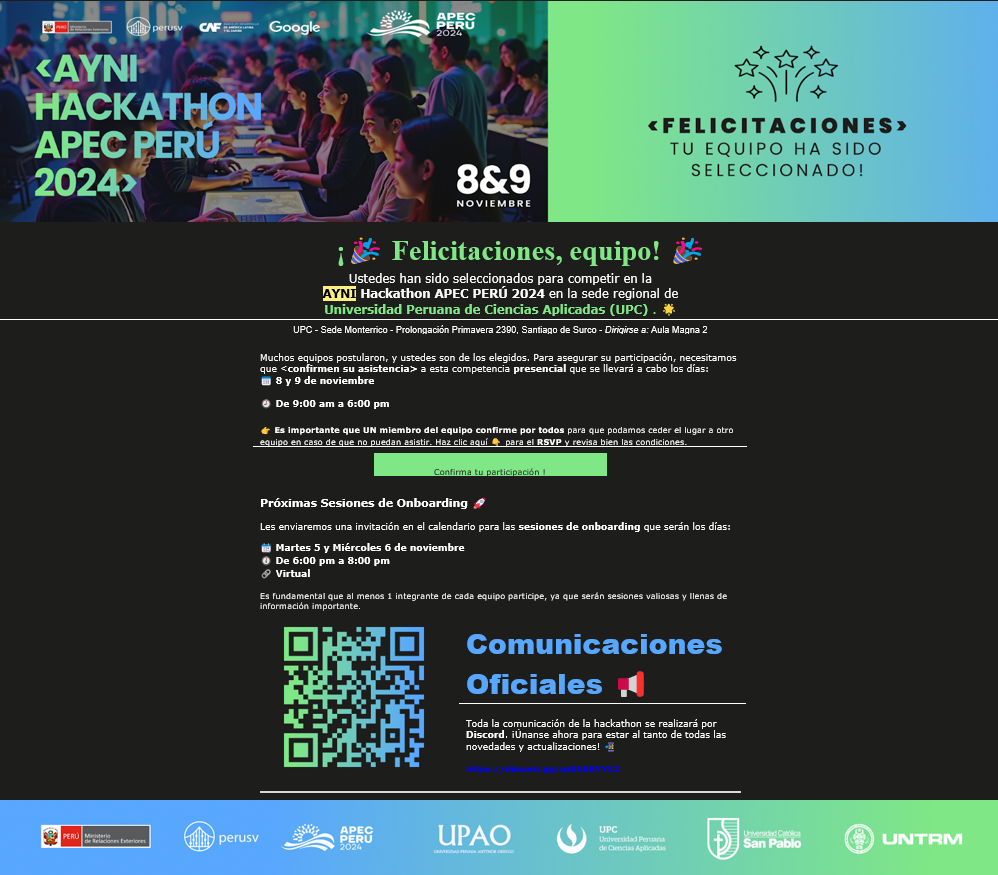 PERÚ Ministerio de Relaciones Exteriores
perusv
CAF BANCO DE DESARROLLO DE AMÉRICA LATINA Y EL CARIBE
Google
APEC PERÚ 2024
<AYNI
HACKATHON
APEC PERÚ
2024>
8&9
NOVIEMBRE
<FELICITACIONES>
TU EQUIPO HA SIDO
SELECCIONADO!
¡🎉 Felicitaciones, equipo! 🎉
Ustedes han sido seleccionados para competir en la
AYNI Hackathon APEC PERÚ 2024 en la sede regional de
Universidad Peruana de Ciencias Aplicadas (UPC) . 🌟
UPC - Sede Monterrico - Prolongación Primavera 2390, Santiago de Surco - Dirigirse a: Aula Magna 2
Muchos equipos postularon, y ustedes son de los elegidos. Para asegurar su participación, necesitamos
que <confirmen su asistencia> a esta competencia presencial que se llevará a cabo los días:
🗓️ 8 y 9 de noviembre
🕘 De 9:00 am a 6:00 pm
👉 Es importante que UN miembro del equipo confirme por todos para que podamos ceder el lugar a otro
equipo en caso de que no puedan asistir. Haz clic aquí 👇 para el RSVP y revisa bien las condiciones.
Confirma tu participación !
Próximas Sesiones de Onboarding 🚀
Les enviaremos una invitación en el calendario para las sesiones de onboarding que serán los días:
🗓️ Martes 5 y Miércoles 6 de noviembre
🕕 De 6:00 pm a 8:00 pm
🔗 Virtual
Es fundamental que al menos 1 integrante de cada equipo participe, ya que serán sesiones valiosas y llenas de
información importante.
Comunicaciones
Oficiales 📢
Toda la comunicación de la hackathon se realizará por
Discord. ¡Únanse ahora para estar al tanto de todas las
novedades y actualizaciones! 📲
PERÚ Ministerio de Relaciones Exteriores
perusv
APEC PERÚ 2024
UPAO
UNIVERSIDAD PRIVADA ANTENOR ORREGO
UPC
Universidad Peruana
de Ciencias Aplicadas
Universidad Católica
San Pablo
UNTRM